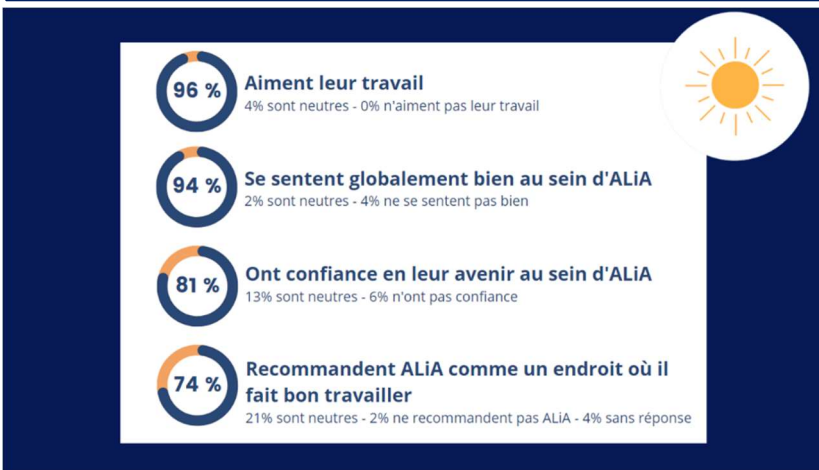 96 %
Aiment leur travail
4% sont neutres - 0% n'aiment pas leur travail
94 %
Se sentent globalement bien au sein d'ALiA
2% sont neutres - 4% ne se sentent pas bien
81 %
Ont confiance en leur avenir au sein d'ALiA
13% sont neutres - 6% n'ont pas confiance
74 %
Recommandent ALiA comme un endroit où il
fait bon travailler
21% sont neutres - 2% ne recommandent pas ALiA - 4% sans réponse